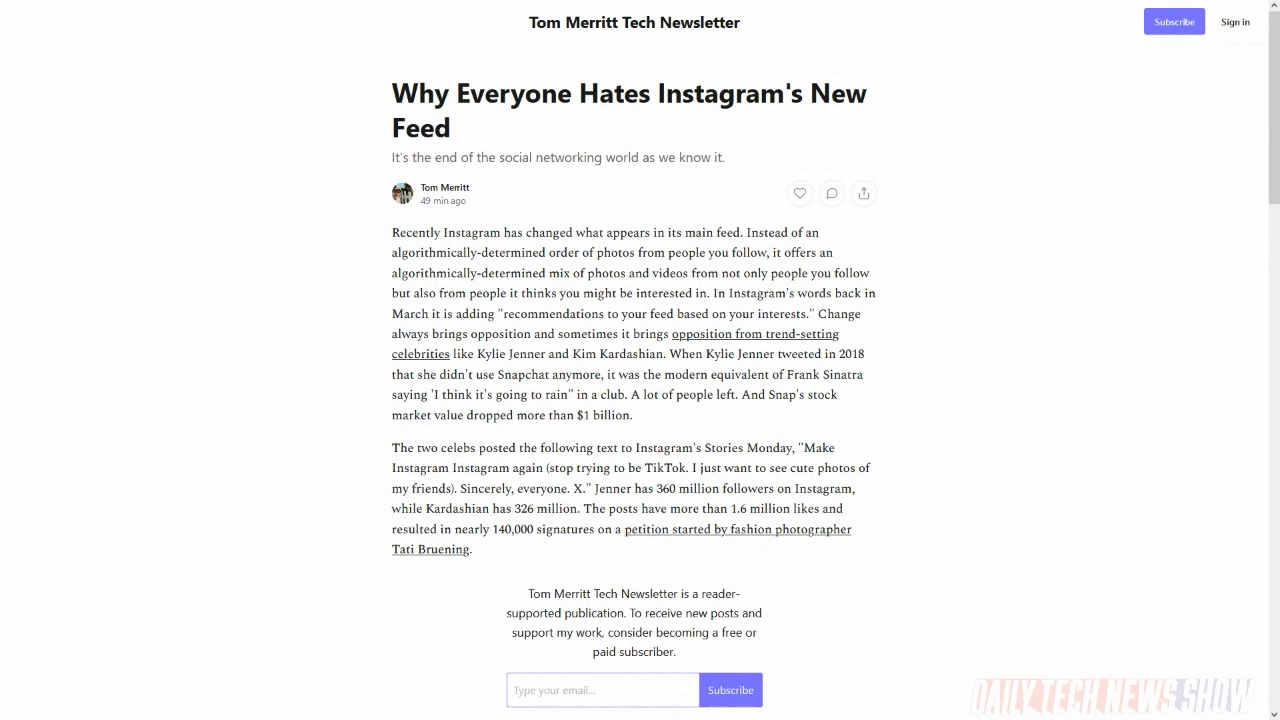 Tom Merritt Tech Newsletter
Subscribe
Sign in
Why Everyone Hates Instagram's New
Feed
It's the end of the social networking world as we know it.
Tom Merritt
49 min ago
Recently Instagram has changed what appears in its main feed. Instead of an
algorithmically-determined order of photos from people you follow, it offers an
algorithmically-determined mix of photos and videos from not only people you follow
but also from people it thinks you might be interested in. In Instagram's words back in
March it is adding "recommendations to your feed based on your interests." Change
always brings opposition and sometimes it brings opposition from trend-setting
celebrities like Kylie Jenner and Kim Kardashian. When Kylie Jenner tweeted in 2018
that she didn't use Snapchat anymore, it was the modern equivalent of Frank Sinatra
saying 'I think it's going to rain" in a club. A lot of people left. And Snap's stock
market value dropped more than $1 billion.
The two celebs posted the following text to Instagram's Stories Monday, "Make
Instagram Instagram again (stop trying to be TikTok. I just want to see cute photos of
my friends). Sincerely, everyone. X." Jenner has 360 million followers on Instagram,
while Kardashian has 326 million. The posts have more than 1.6 million likes and
resulted in nearly 140,000 signatures on a petition started by fashion photographer
Tati Bruening.
Tom Merritt Tech Newsletter is a reader-
supported publication. To receive new posts and
support my work, consider becoming a free or
paid subscriber.
Type your email...
Subscribe
DAILY TECH NEWS SHOW